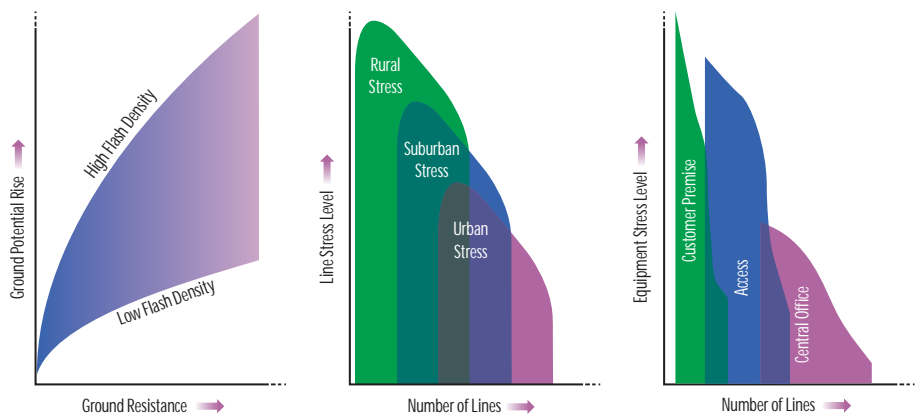 Ground Potential Rise
High Flash Density
Low Flash Density
Ground Resistance
Line Stress Level
Rural
Stress
Suburban
Stress
Urban
Stress
Number of Lines
Equipment Stress Level
Customer Premise
Access
Central Office
Number of Lines